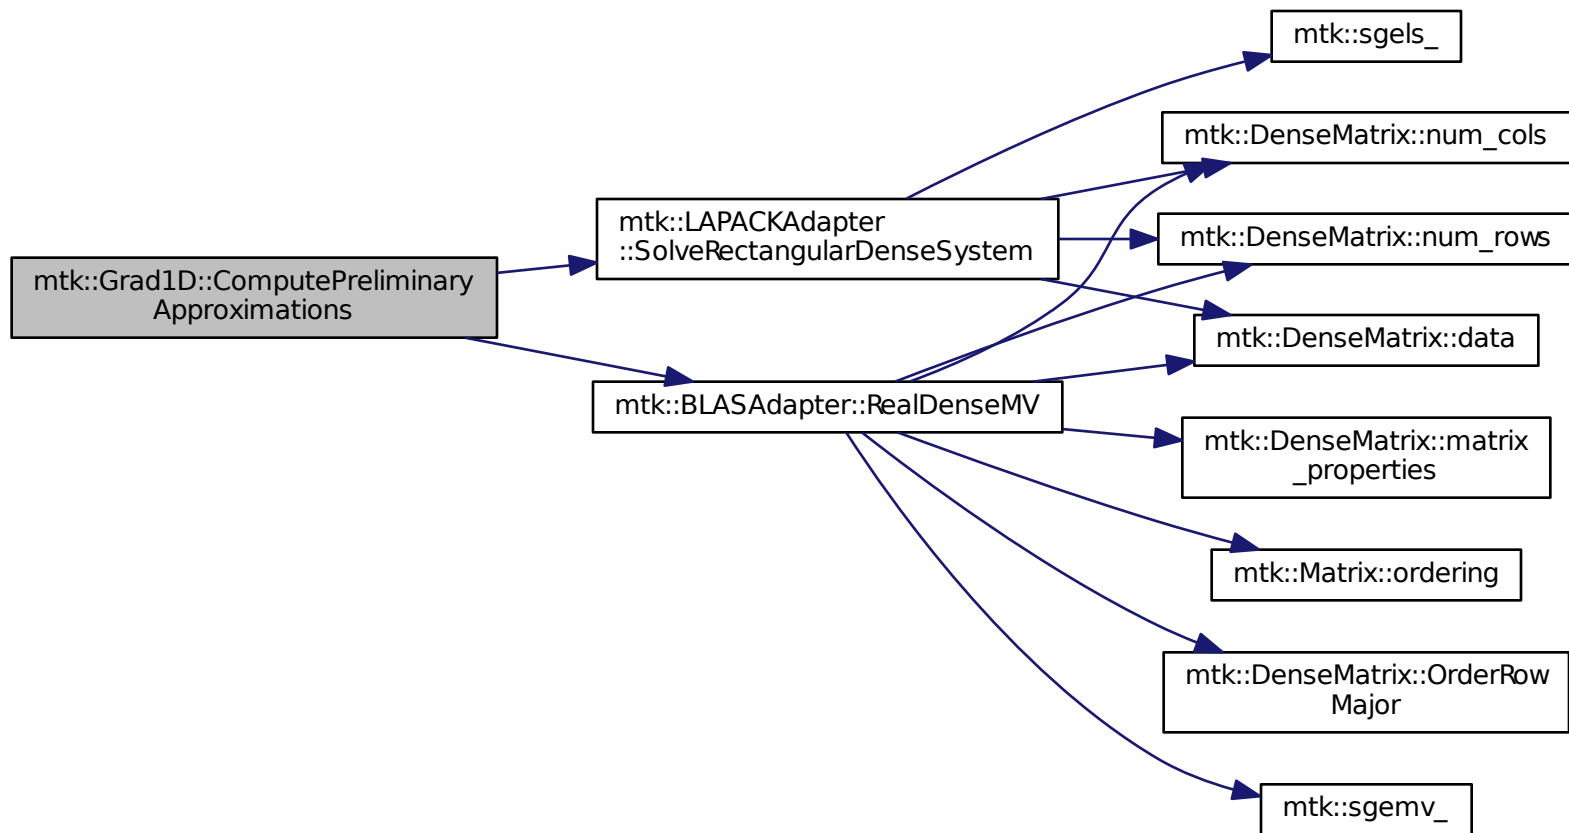 mtk::sgels_
mtk::DenseMatrix::num_cols
mtk::LAPACKAdapter
::SolveRectangularDenseSystem
mtk::DenseMatrix::num_rows
mtk::Grad1D::ComputePreliminary
Approximations
mtk::DenseMatrix::data
mtk::BLASAdapter::RealDenseMV
mtk::DenseMatrix::matrix
_properties
mtk::Matrix::ordering
mtk::DenseMatrix::OrderRow
Major
mtk::sgemv_